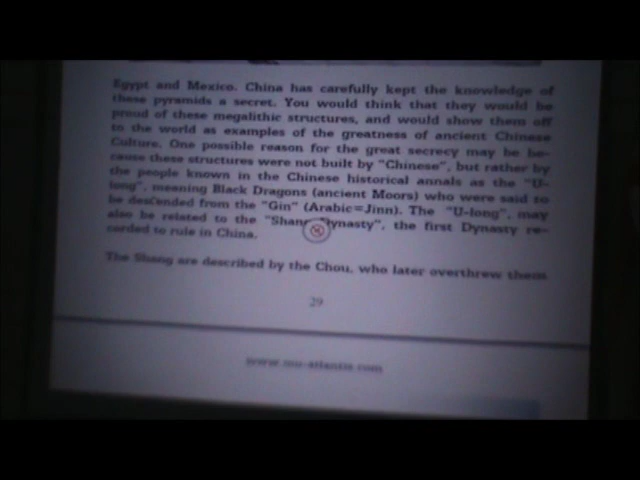 Egypt and Mexico. China has carefully kept the knowledge of
these pyramids a secret. You would think that they would be
proud of these megalithic structures, and would show them off
to the world as examples of the greatness of ancient Chinese
Culture. One possible reason for the great secrecy may be be-
cause these structures were not built by "Chinese", but rather by
the people known in the Chinese historical annals as the "U-
long", meaning Black Dragons (ancient Moors) who were said to
be descended from the "Gin" (Arabic=Jinn). The "U-long", may
also be related to the "Shang Dynasty", the first Dynasty re-
corded to rule in China.
The Shang are described by the Chou, who later overthrew them
29
www.mu-atlantis.com